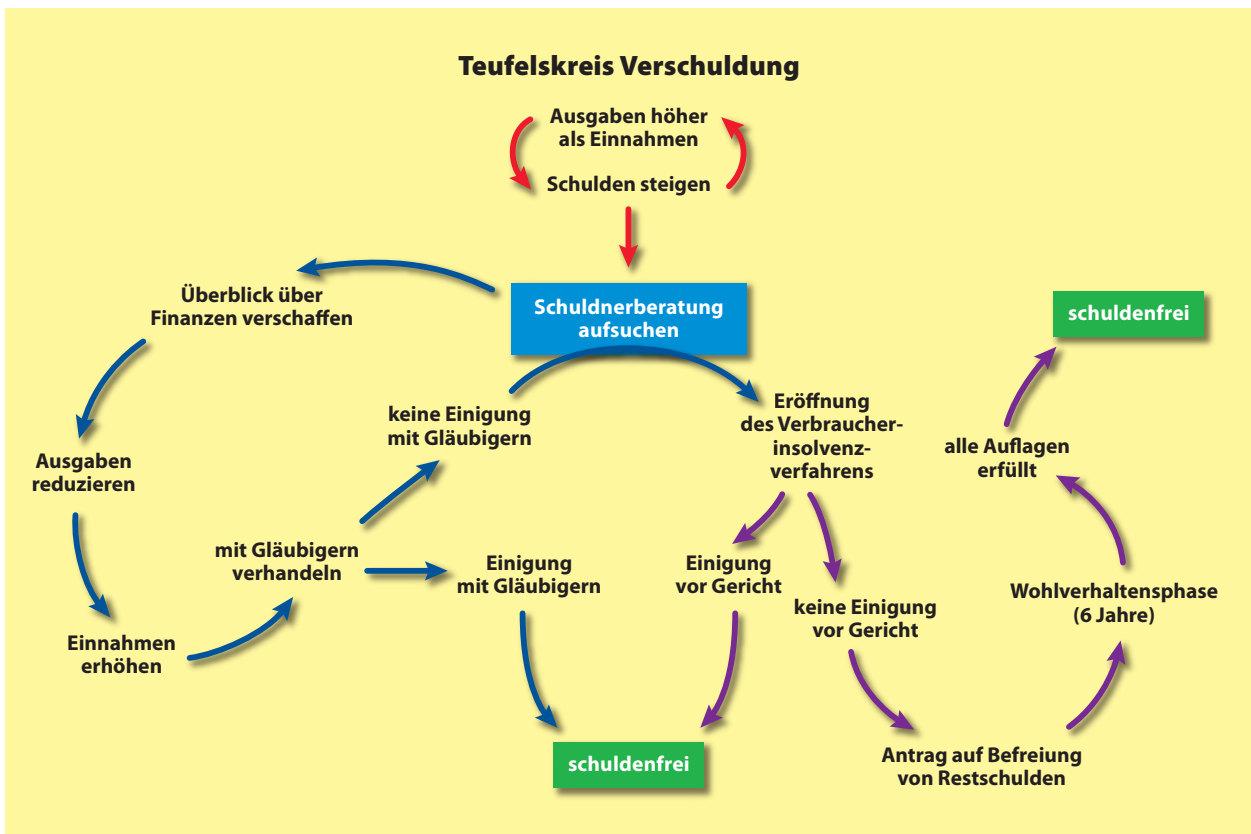 Teufelskreis Verschuldung
Ausgaben höher
als Einnahmen
Schulden steigen
Schuldnerberatung
aufsuchen
Überblick über
Finanzen verschaffen
Ausgaben
reduzieren
Einnahmen
erhöhen
mit Gläubigern
verhandeln
keine Einigung
mit Gläubigern
Einigung
mit Gläubigern
schuldenfrei
Eröffnung
des Verbraucher-
insolvenz-
verfahrens
Einigung
vor Gericht
keine Einigung
vor Gericht
Antrag auf Befreiung
von Restschulden
Wohlverhaltensphase
(6 Jahre)
alle Auflagen
erfüllt
schuldenfrei